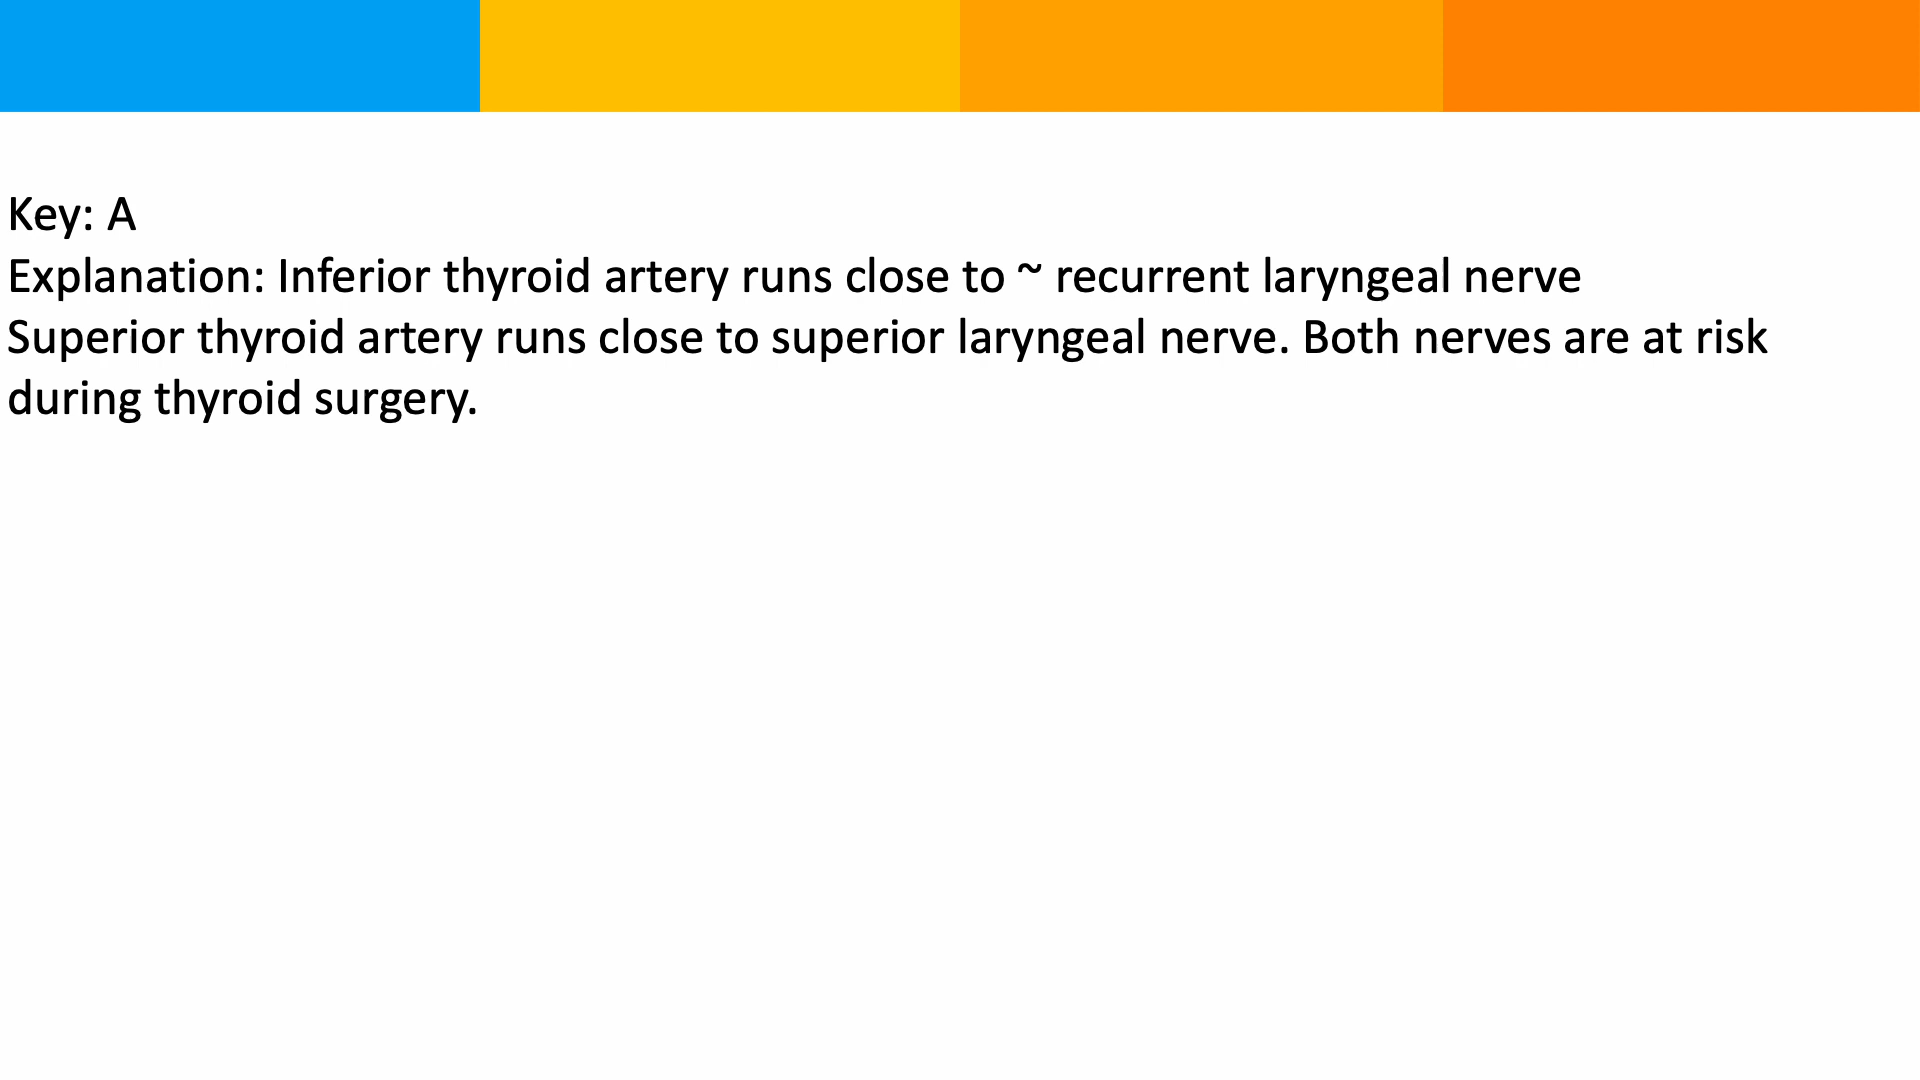 Key: A
Explanation: Inferior thyroid artery runs close to ~ recurrent laryngeal nerve
Superior thyroid artery runs close to superior laryngeal nerve. Both nerves are at risk
during thyroid surgery.